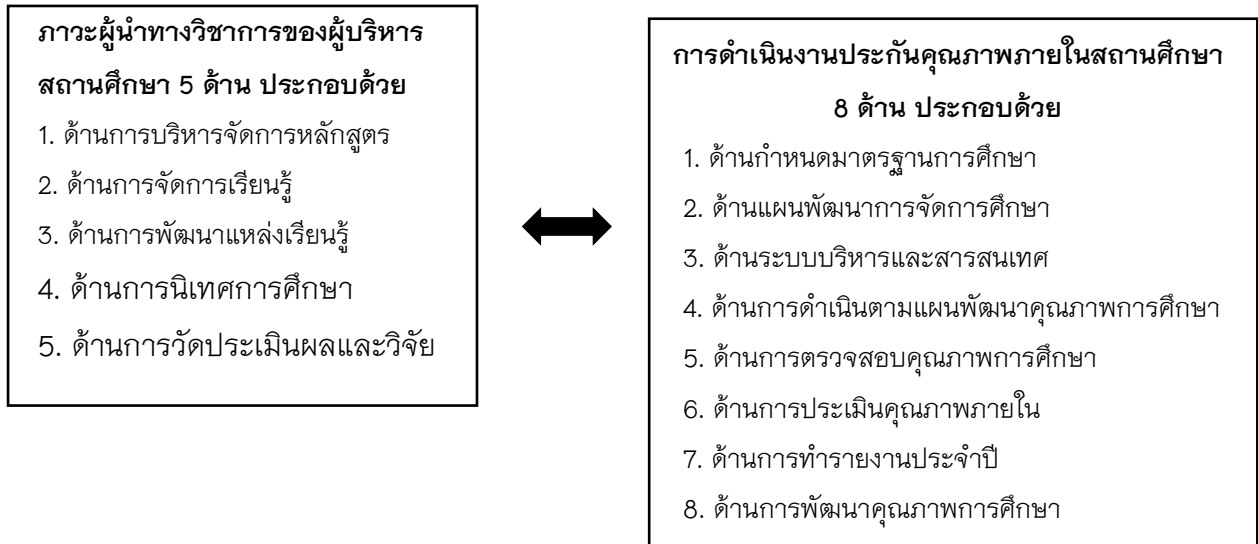 ภาวะผู้นำทางวิชาการของผู้บริหาร
สถานศึกษา 5 ด้าน ประกอบด้วย
1. ด้านการบริหารจัดการหลักสูตร
2. ด้านการจัดการเรียนรู้
3. ด้านการพัฒนาแหล่งเรียนรู้
4. ด้านการนิเทศการศึกษา
5. ด้านการวัดประเมินผลและวิจัย
การดำเนินงานประกันคุณภาพภายในสถานศึกษา
8 ด้าน ประกอบด้วย
1. ด้านกำหนดมาตรฐานการศึกษา
2. ด้านแผนพัฒนาการจัดการศึกษา
3. ด้านระบบบริหารและสารสนเทศ
4. ด้านการดำเนินตามแผนพัฒนาคุณภาพการศึกษา
5. ด้านการตรวจสอบคุณภาพการศึกษา
6. ด้านการประเมินคุณภาพภายใน
7. ด้านการทำรายงานประจำปี
8. ด้านการพัฒนาคุณภาพการศึกษา